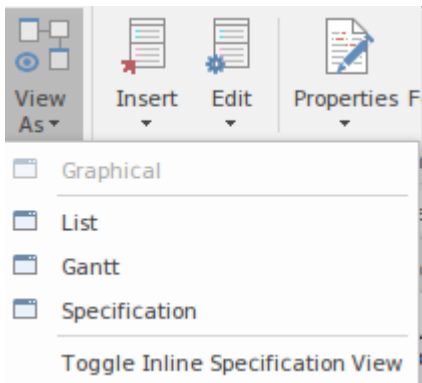 View As Insert Edit Properties F
Graphical
List
Gantt
Specification
Toggle Inline Specification View